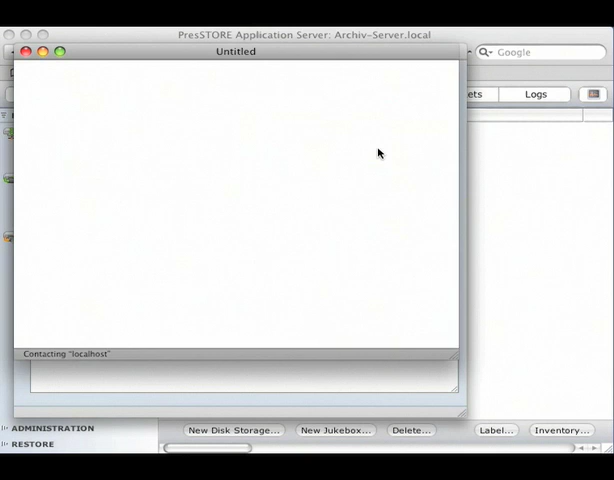 PresSTORE Application Server: Archiv-Server.local
Untitled
Google
ets
Logs
Contacting "localhost"
ADMINISTRATION
RESTORE
New Disk Storage...
New Jukebox...
Delete...
Label...
Inventory...